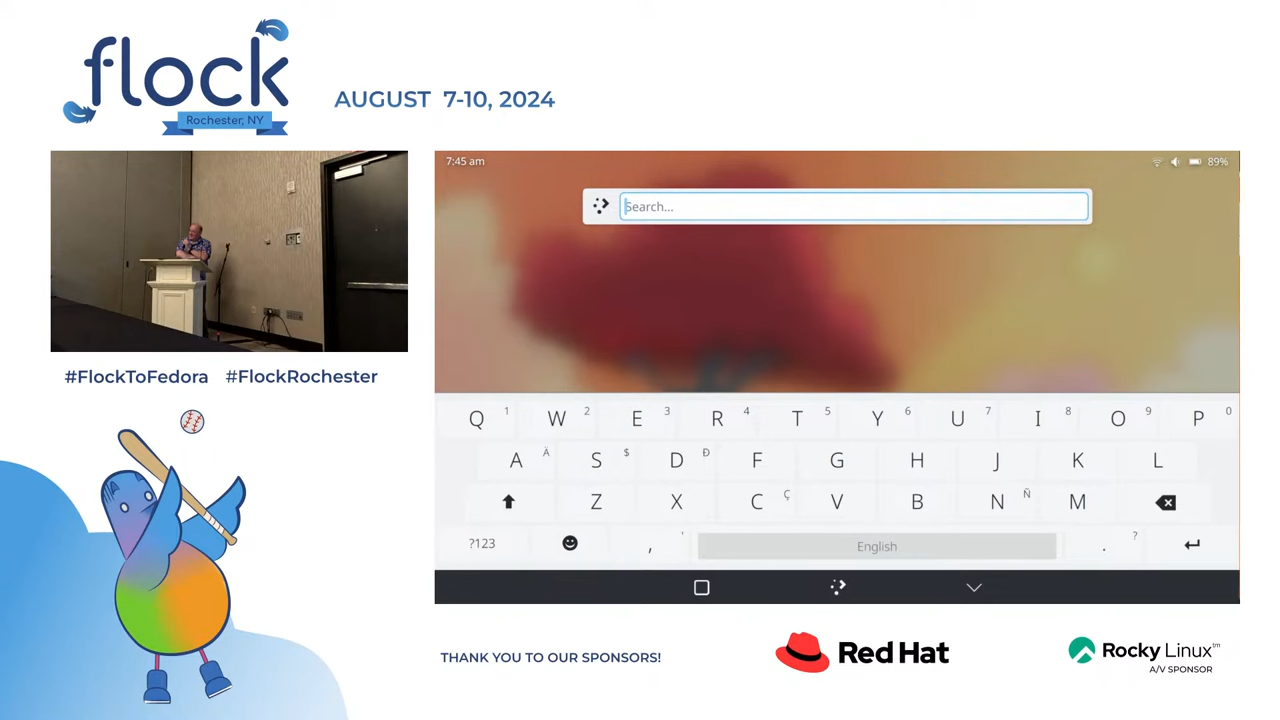 flock
Rochester, NY
AUGUST 7-10, 2024
7:45 am
89%
Search...
#FlockToFedora #FlockRochester
Q 1 W 2 E 3 R 4 T 5 Y 6 U 7 I 8 O 9 P 0
A Ä S $ D Đ F G H J K L
Z X C Ç V B N Ñ M
?123 , ' English . ?
THANK YOU TO OUR SPONSORS!
Red Hat
Rocky Linux™
A/V SPONSOR